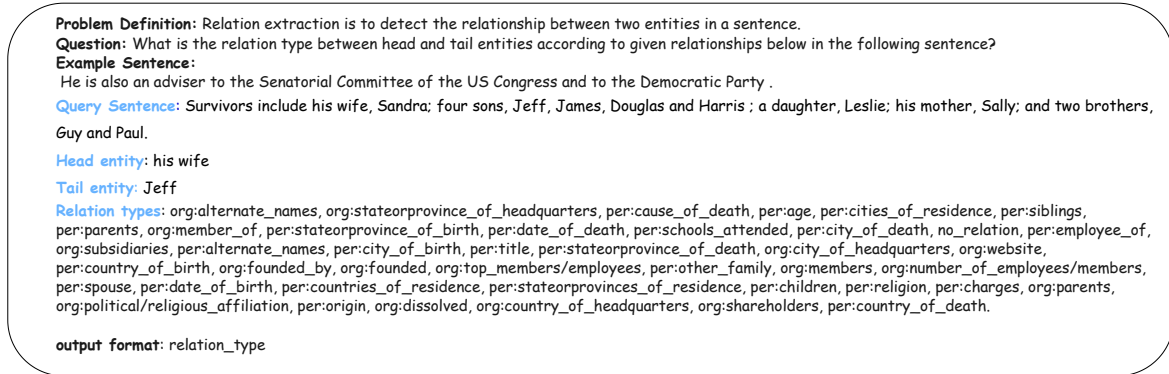 Problem Definition: Relation extraction is to detect the relationship between two entities in a sentence.
Question: What is the relation type between head and tail entities according to given relationships below in the following sentence?
Example Sentence:
He is also an adviser to the Senatorial Committee of the US Congress and to the Democratic Party .
Query Sentence: Survivors include his wife, Sandra; four sons, Jeff, James, Douglas and Harris ; a daughter, Leslie; his mother, Sally; and two brothers,
Guy and Paul.
Head entity: his wife
Tail entity: Jeff
Relation types: org:alternate_names, org:stateorprovince_of_headquarters, per:cause_of_death, per:age, per:cities_of_residence, per:siblings,
per:parents, org:member_of, per:stateorprovince_of_birth, per:date_of_death, per:schools_attended, per:city_of_death, no_relation, per:employee_of,
org:subsidiaries, per:alternate_names, per:city_of_birth, per:title, per:stateorprovince_of_death, org:city_of_headquarters, org:website,
per:country_of_birth, org:founded_by, org:founded, org:top_members/employees, per:other_family, org:members, org:number_of_employees/members,
per:spouse, per:date_of_birth, per:countries_of_residence, per:stateorprovinces_of_residence, per:children, per:religion, per:charges, org:parents,
org:political/religious_affiliation, per:origin, org:dissolved, org:country_of_headquarters, org:shareholders, per:country_of_death.
output format: relation_type